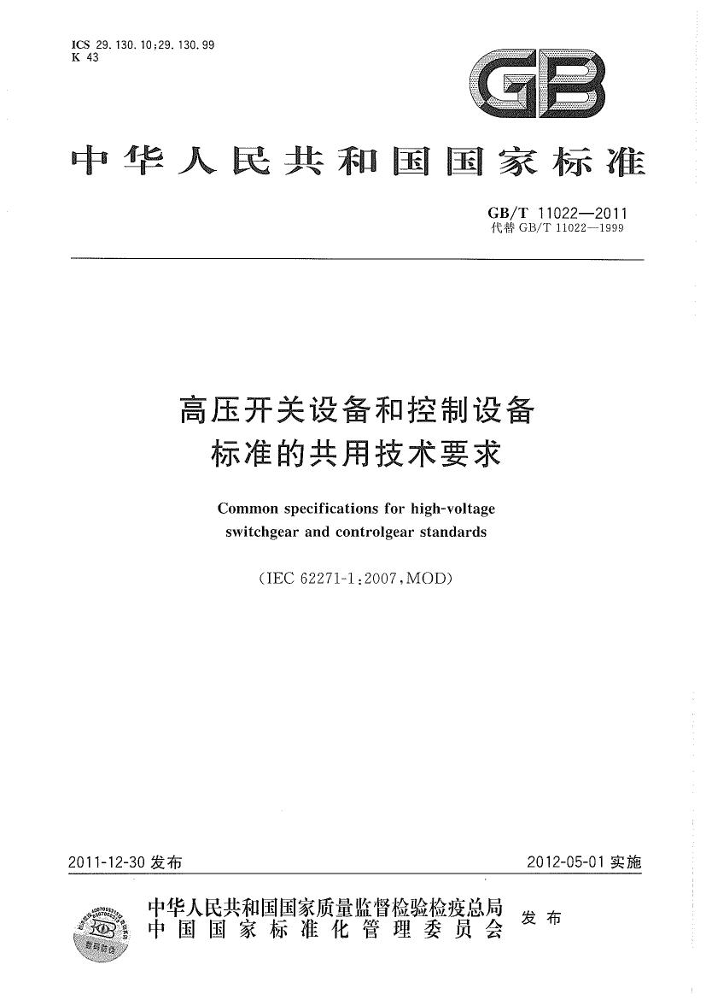 ICS 29.130.10;29.130.99
K 43
GB
中华人民共和国国家标准
GB/T 11022—2011
代替 GB/T 11022—1999
高压开关设备和控制设备
标准的共用技术要求
Common specifications for high-voltage
switchgear and controlgear standards
(IEC 62271-1:2007,MOD)
2011-12-30 发布
2012-05-01 实施
中华人民共和国国家质量监督检验检疫总局
中国国家标准化管理委员会
发布
数码防伪